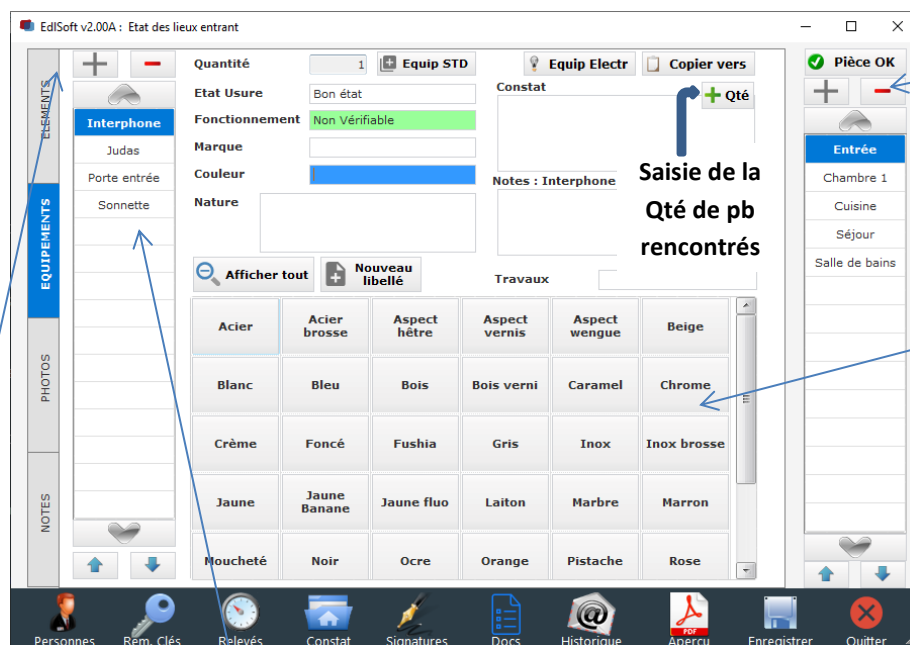 EdlSoft v2.00A : Etat des lieux entrant
ELEMENTS
EQUIPEMENTS
PHOTOS
NOTES
Interphone
Judas
Porte entrée
Sonnette
Quantité
1
Equip STD
Equip Electr
Copier vers
Etat Usure
Bon état
Fonctionnement
Non Vérifiable
Marque
Couleur
Nature
Constat
Qté
Notes : Interphone
Saisie de la
Qté de pb
rencontrés
Travaux
Afficher tout
Nouveau
libellé
Acier
Acier
brosse
Aspect
hêtre
Aspect
vernis
Aspect
wengue
Beige
Blanc
Bleu
Bois
Bois verni
Caramel
Chrome
Crème
Foncé
Fushia
Gris
Inox
Inox brosse
Jaune
Jaune
Banane
Jaune fluo
Laiton
Marbre
Marron
Moucheté
Noir
Ocre
Orange
Pistache
Rose
Pièce OK
Entrée
Chambre 1
Cuisine
Séjour
Salle de bains
Personnes
Rem. Clés
Relevés
Constat
Signatures
Docs
Historique
PDF
Aperçu
Enregistrer
Quitter